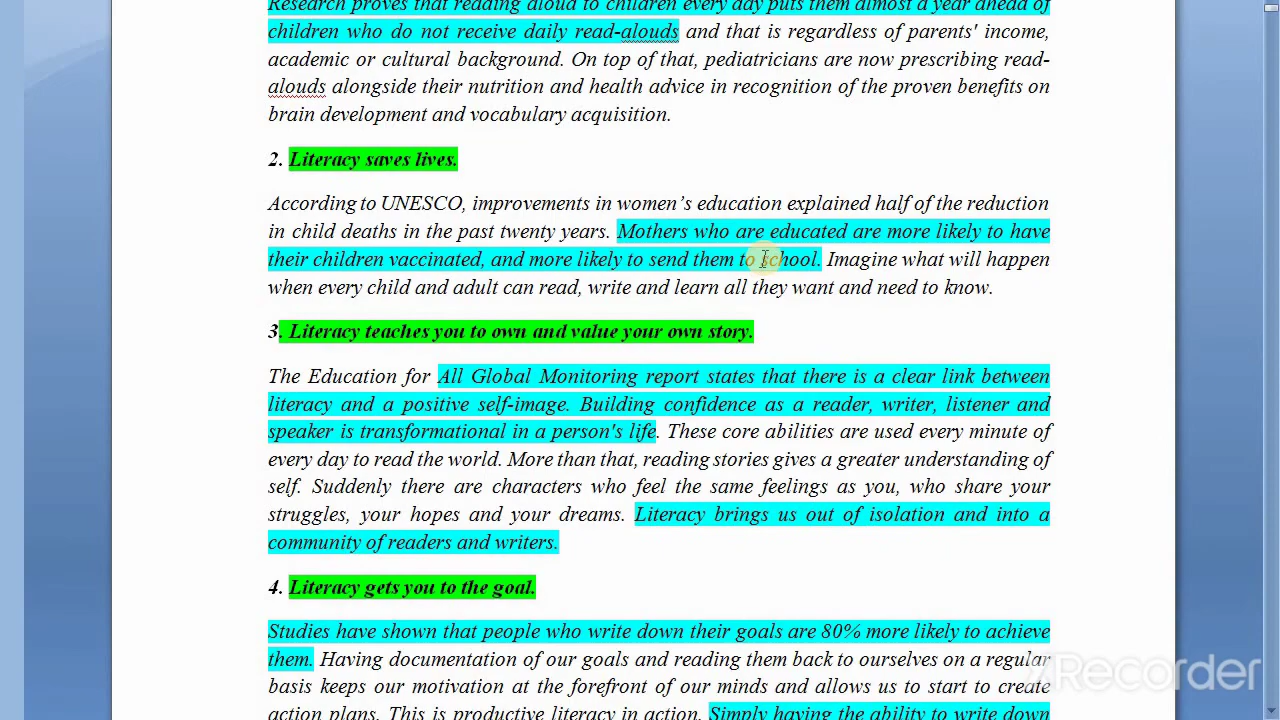 Research proves that reading aloud to children every day puts them almost a year ahead of
children who do not receive daily read-alouds and that is regardless of parents' income,
academic or cultural background. On top of that, pediatricians are now prescribing read-
alouds alongside their nutrition and health advice in recognition of the proven benefits on
brain development and vocabulary acquisition.
2. Literacy saves lives.
According to UNESCO, improvements in women’s education explained half of the reduction
in child deaths in the past twenty years. Mothers who are educated are more likely to have
their children vaccinated, and more likely to send them to school. Imagine what will happen
when every child and adult can read, write and learn all they want and need to know.
3. Literacy teaches you to own and value your own story.
The Education for All Global Monitoring report states that there is a clear link between
literacy and a positive self-image. Building confidence as a reader, writer, listener and
speaker is transformational in a person's life. These core abilities are used every minute of
every day to read the world. More than that, reading stories gives a greater understanding of
self. Suddenly there are characters who feel the same feelings as you, who share your
struggles, your hopes and your dreams. Literacy brings us out of isolation and into a
community of readers and writers.
4. Literacy gets you to the goal.
Studies have shown that people who write down their goals are 80% more likely to achieve
them. Having documentation of our goals and reading them back to ourselves on a regular
basis keeps our motivation at the forefront of our minds and allows us to start to create
action plans. This is productive literacy in action. Simply having the ability to write down
XRecorder